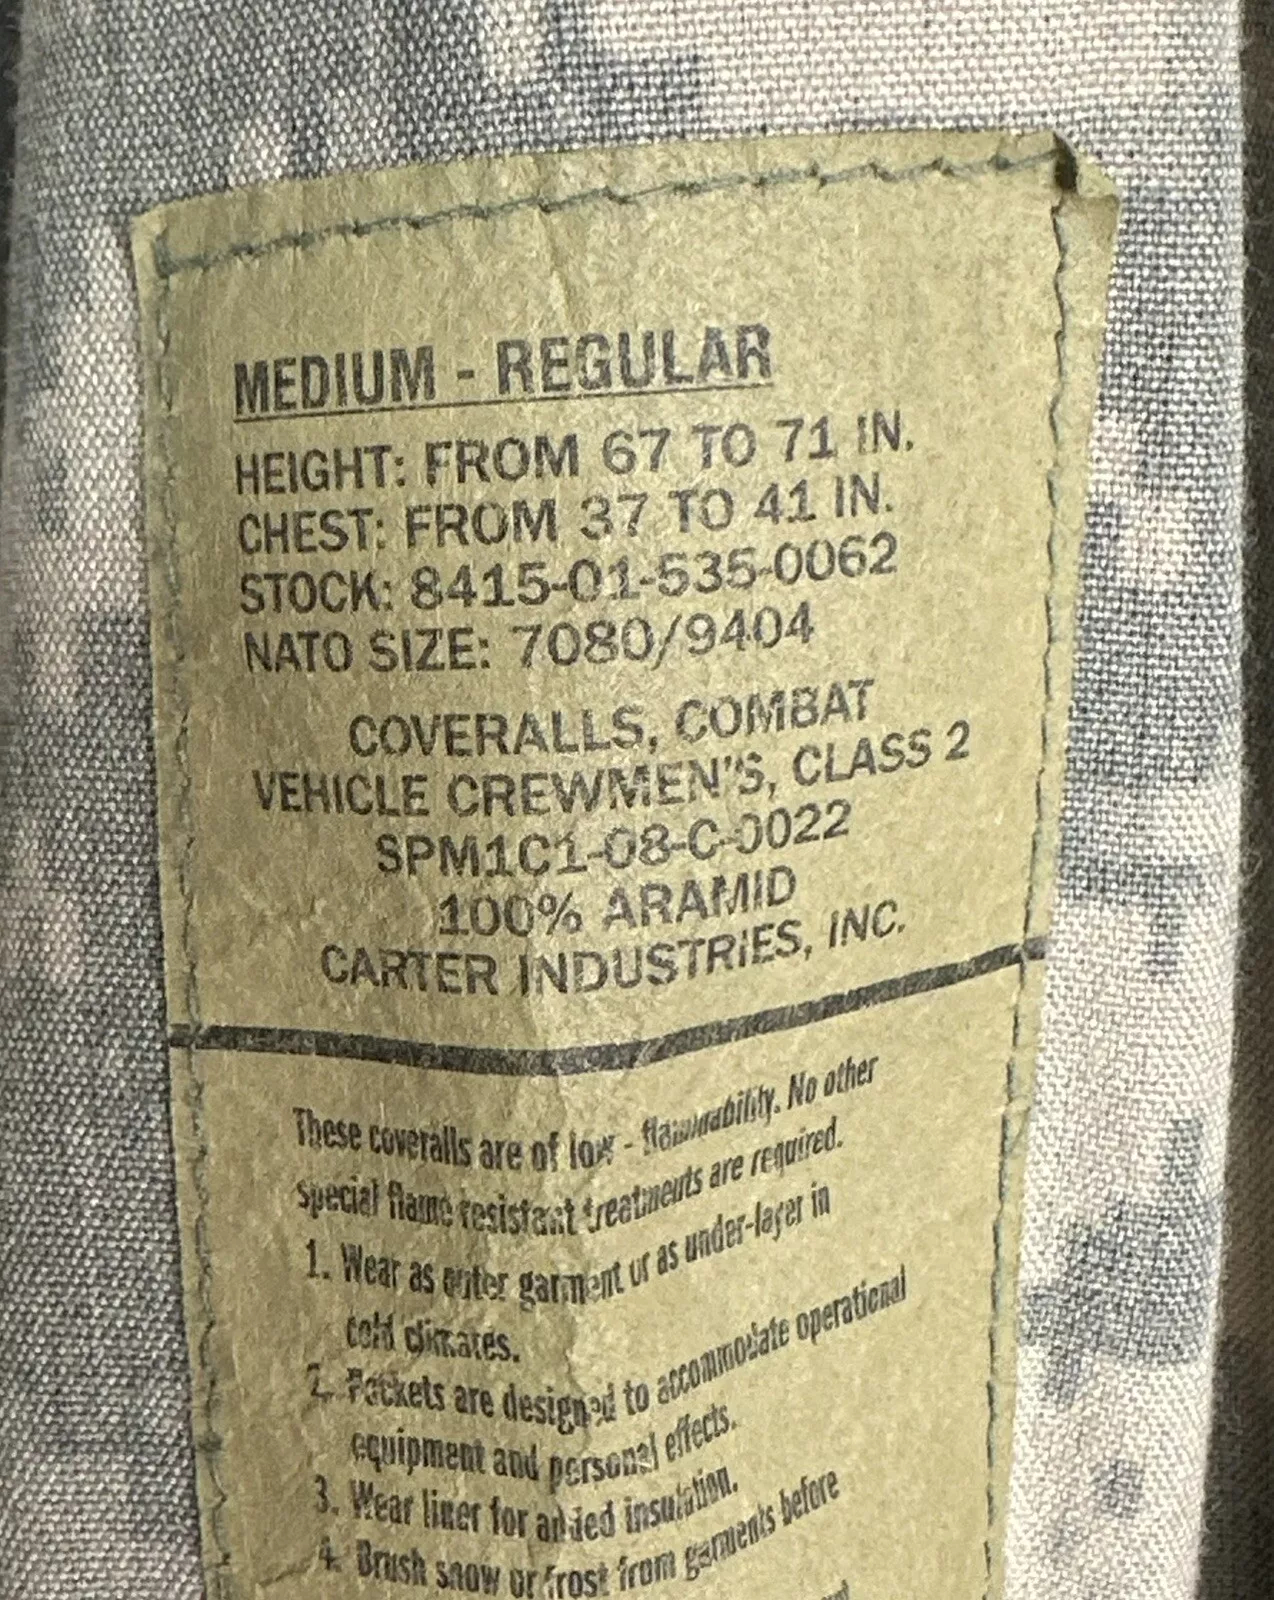 MEDIUM - REGULAR
HEIGHT: FROM 67 TO 71 IN.
CHEST: FROM 37 TO 41 IN.
STOCK: 8415-01-535-0062
NATO SIZE: 7080/9404
COVERALLS, COMBAT
VEHICLE CREWMEN'S, CLASS 2
SPM1C1-08-C-0022
100% ARAMID
CARTER INDUSTRIES, INC.
These coveralls are of low - flammability. No other
special flame resistant treatments are required.
1. Wear as outer garment or as under-layer in
cold climates.
2. Pockets are designed to accommodate operational
equipment and personal effects.
3. Wear liner for added insulation.
4. Brush snow or frost from garments before